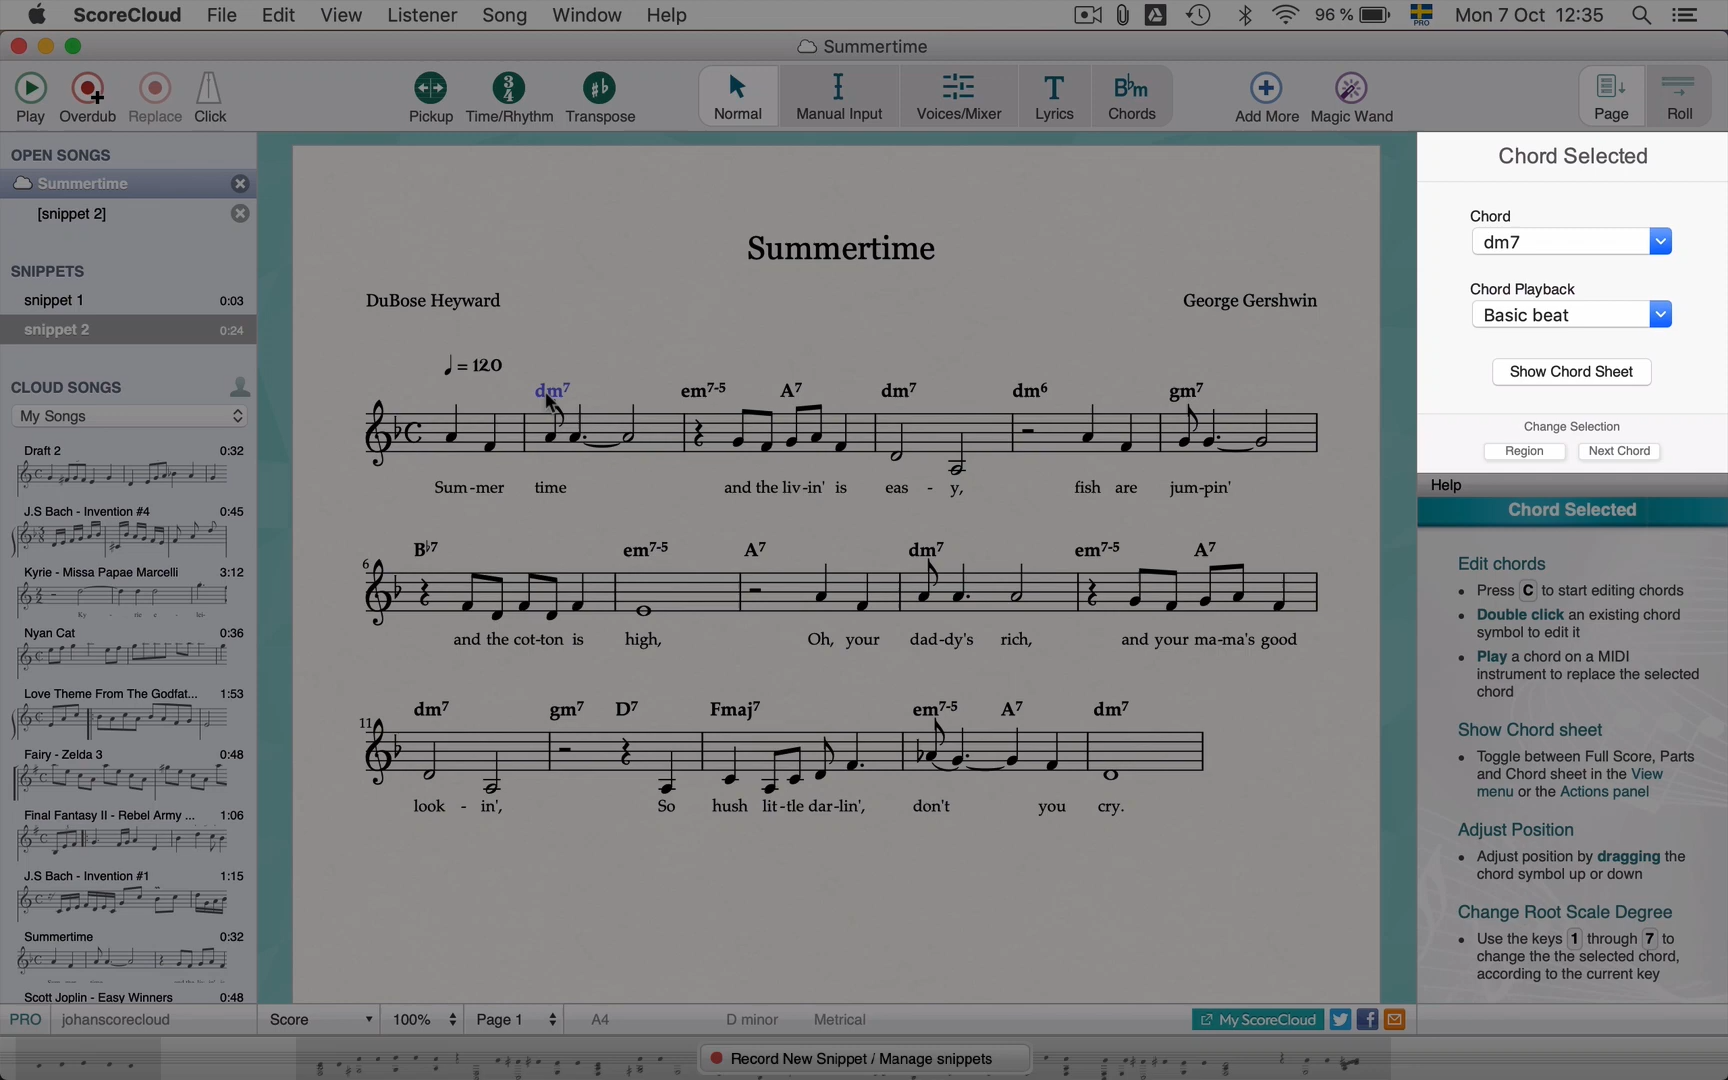 ScoreCloud File Edit View Listener Song Window Help 96 % PRO Mon 7 Oct 12:35
Summertime
Play Overdub Replace Click Pickup Time/Rhythm Transpose Normal Manual Input Voices/Mixer Lyrics Chords Add More Magic Wand Page Roll
OPEN SONGS
Summertime
[snippet 2]
SNIPPETS
snippet 1 0:03
snippet 2 0:24
CLOUD SONGS
My Songs
Draft 2 0:32
J.S Bach - Invention #4 0:45
Kyrie - Missa Papae Marcelli 3:12
Nyan Cat 0:36
Love Theme From The Godfat... 1:53
Fairy - Zelda 3 0:48
Final Fantasy II - Rebel Army ... 1:06
J.S Bach - Invention #1 1:15
Summertime 0:32
Scott Joplin - Easy Winners 0:48
PRO johanscorecloud
Summertime
DuBose Heyward George Gershwin
♩ = 120
dm7 em7-5 A7 dm7 dm6 gm7
Sum-mer time and the liv-in' is eas - y, fish are jum-pin'
6
B♭7 em7-5 A7 dm7 em7-5 A7
and the cot-ton is high, Oh, your dad-dy's rich, and your ma-ma's good
11
dm7 gm7 D7 Fmaj7 em7-5 A7 dm7
look - in', So hush lit-tle dar-lin', don't you cry.
Score 100% Page 1 A4 D minor Metrical My ScoreCloud
Record New Snippet / Manage snippets
Chord Selected
Chord
dm7
Chord Playback
Basic beat
Show Chord Sheet
Change Selection
Region Next Chord
Help
Chord Selected
Edit chords
• Press C to start editing chords
• Double click an existing chord
symbol to edit it
• Play a chord on a MIDI
instrument to replace the selected
chord
Show Chord sheet
• Toggle between Full Score, Parts
and Chord sheet in the View
menu or the Actions panel
Adjust Position
• Adjust position by dragging the
chord symbol up or down
Change Root Scale Degree
• Use the keys 1 through 7 to
change the the selected chord,
according to the current key